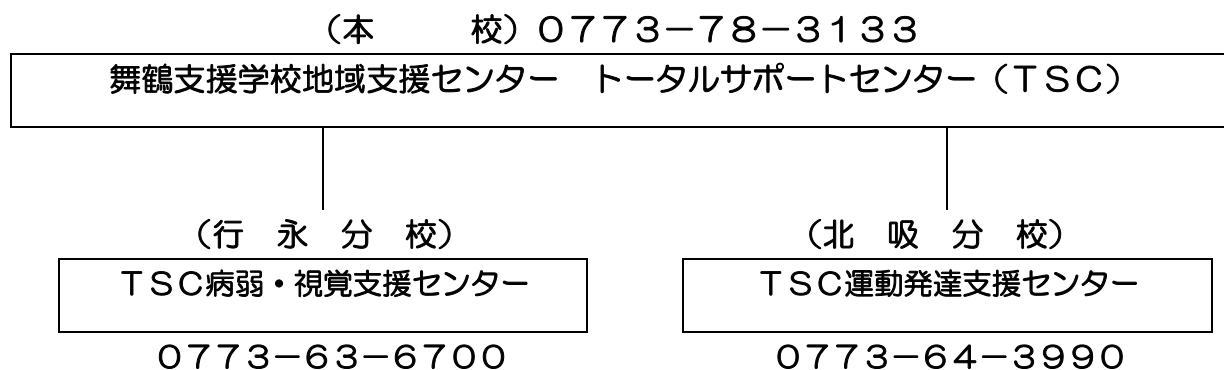 （本　　　校）０７７３－７８－３１３３
舞鶴支援学校地域支援センター　トータルサポートセンター（ＴＳＣ）
（行　永　分　校）
ＴＳＣ病弱・視覚支援センター
０７７３－６３－６７００
（北　吸　分　校）
ＴＳＣ運動発達支援センター
０７７３－６４－３９９０